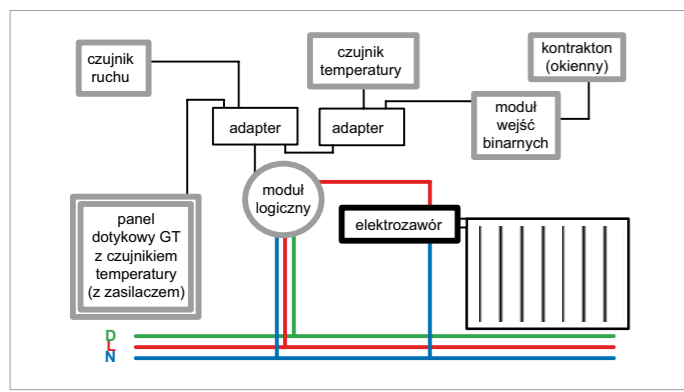 czujnik
ruchu
czujnik
temperatury
kontrakton
(okienny)
adapter
adapter
moduł
wejść
binarnych
moduł
logiczny
panel
dotykowy GT
z czujnikiem
temperatury
(z zasilaczem)
elektrozawór
D
L
N